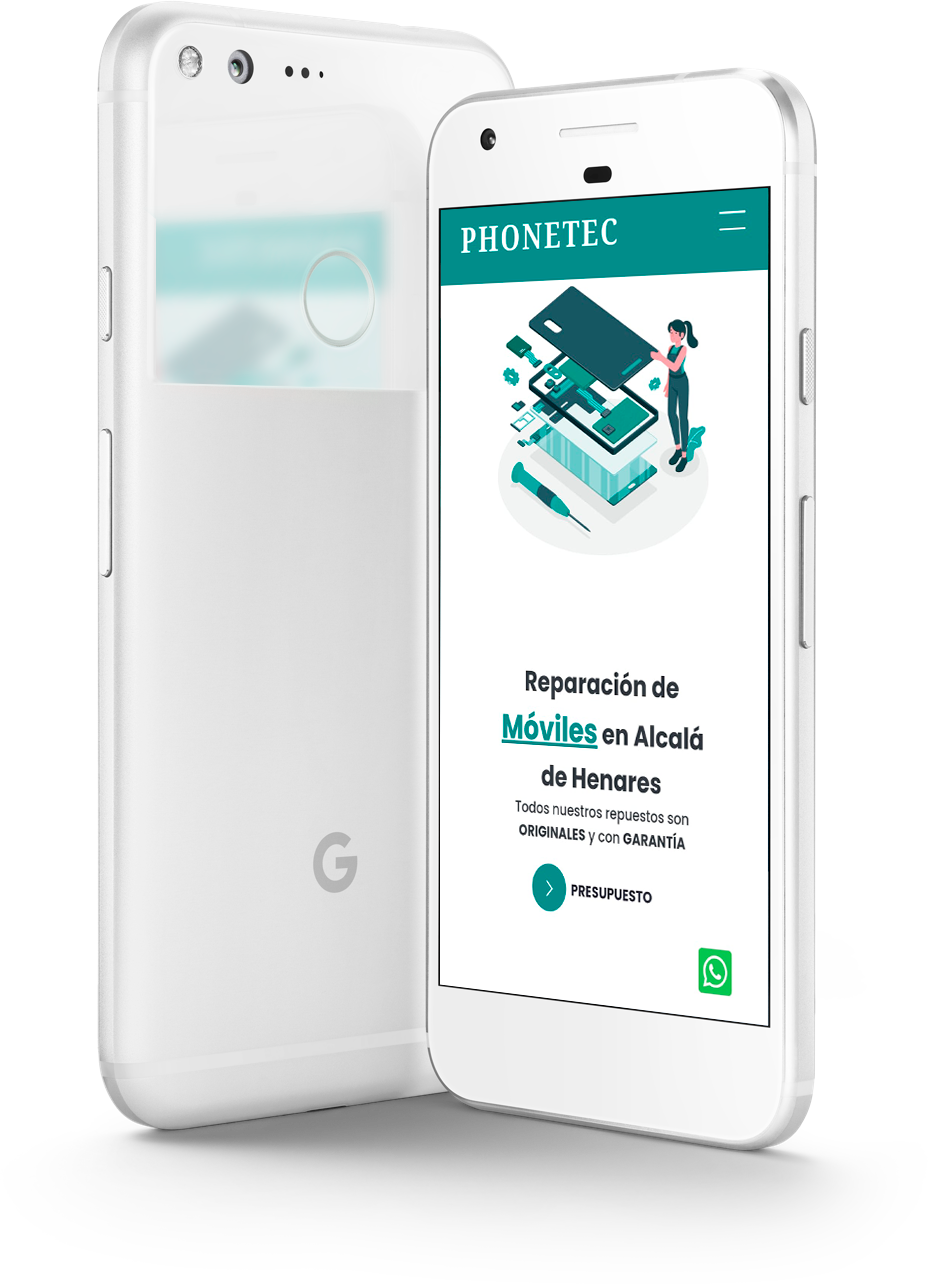 PHONETEC
Reparación de
Móviles en Alcalá
de Henares
Todos nuestros repuestos son
ORIGINALES y con GARANTÍA
PRESUPUESTO
G